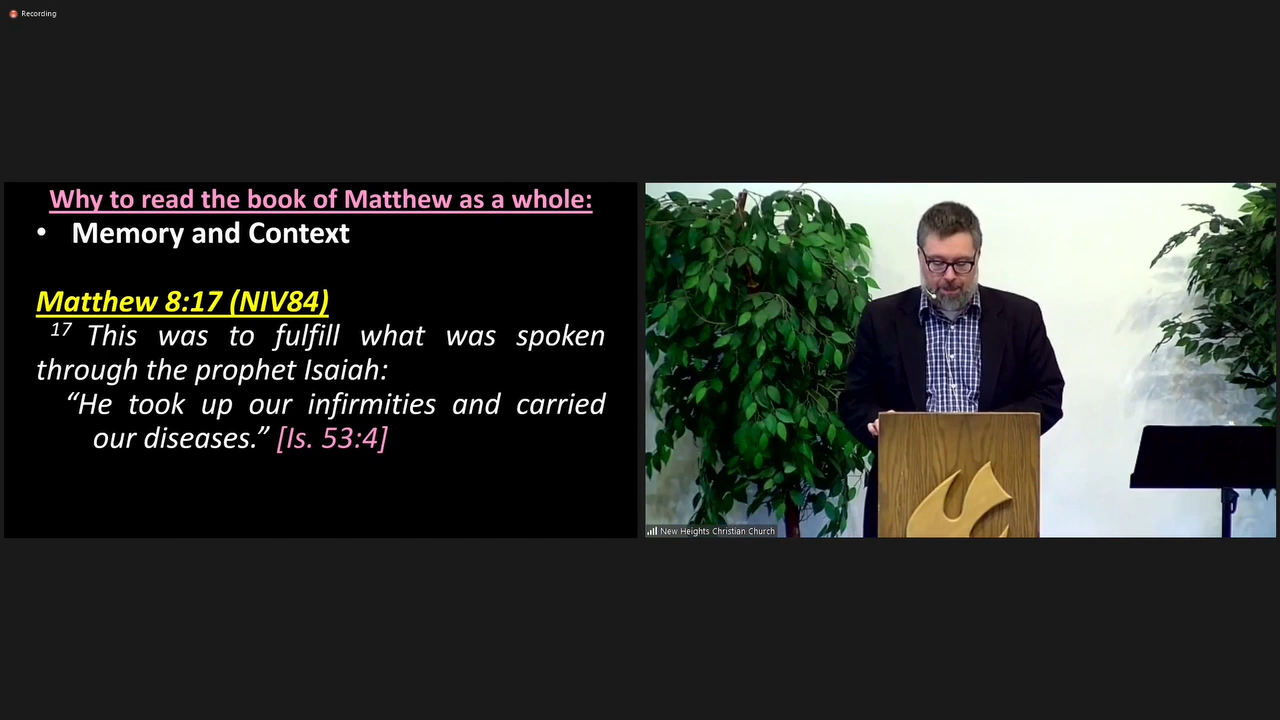 Recording
Why to read the book of Matthew as a whole:
• Memory and Context
Matthew 8:17 (NIV84)
17 This was to fulfill what was spoken
through the prophet Isaiah:
“He took up our infirmities and carried
our diseases.” [Is. 53:4]
New Heights Christian Church